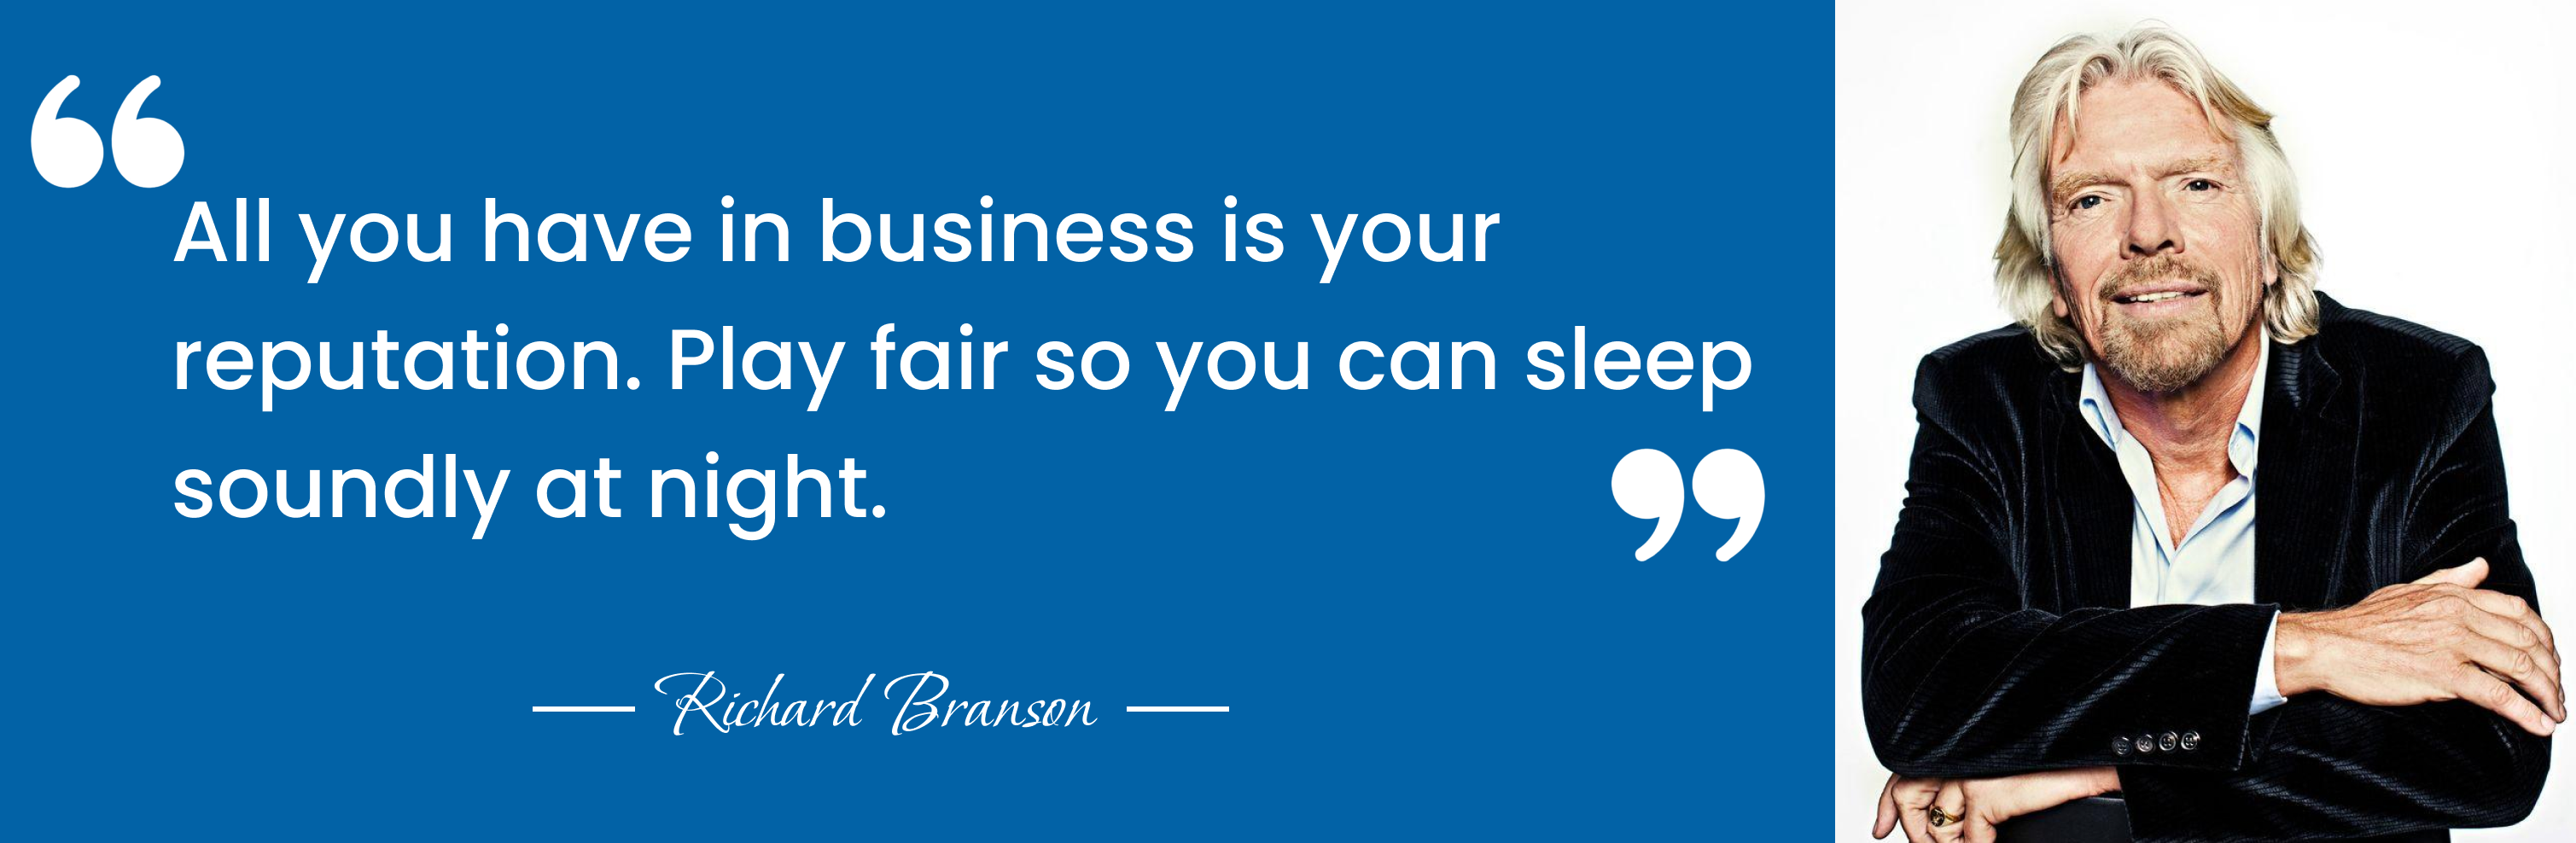 “
All you have in business is your
reputation. Play fair so you can sleep
soundly at night.
”
Richard Branson